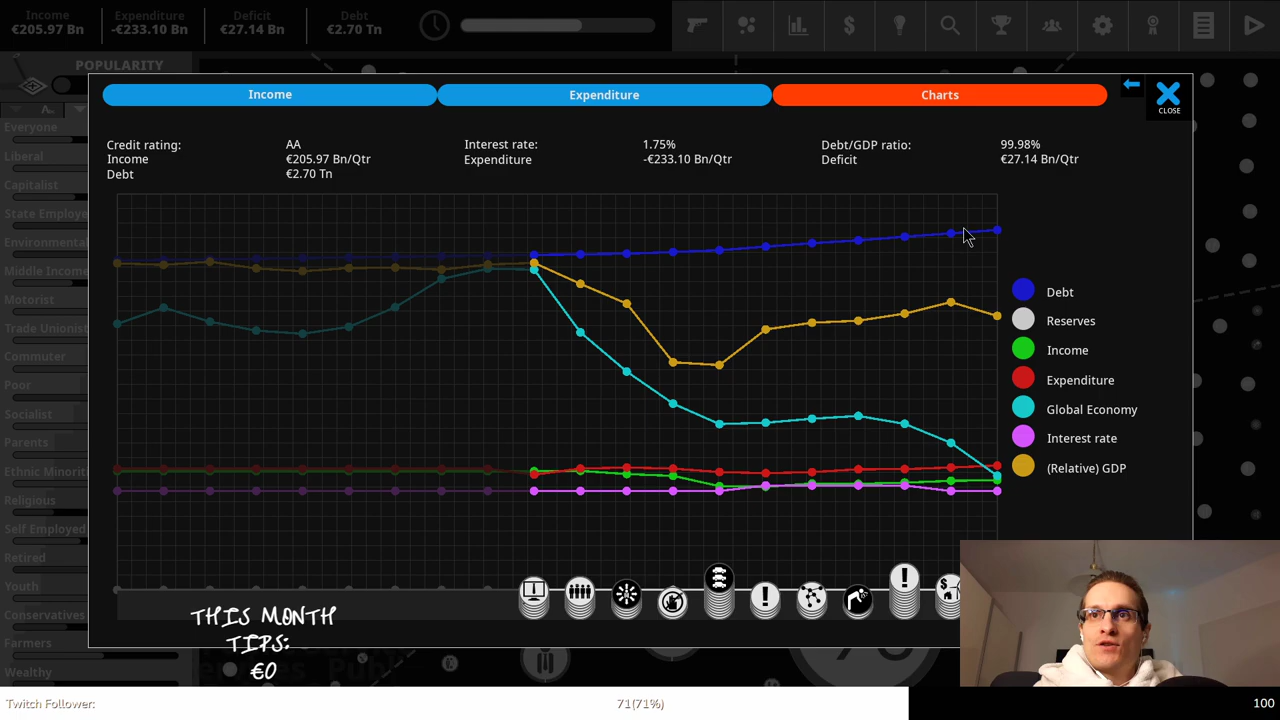 Income Expenditure Deficit Debt
€205.97 Bn -€233.10 Bn €27.14 Bn €2.70 Tn
POPULARITY
Income Expenditure Charts
CLOSE
Credit rating: AA Interest rate: 1.75% Debt/GDP ratio: 99.98%
Income €205.97 Bn/Qtr Expenditure -€233.10 Bn/Qtr Deficit €27.14 Bn/Qtr
Debt €2.70 Tn
Everyone
Liberal
Capitalist
State Employe
Environmental
Middle Income
Motorist
Trade Unionist
Commuter
Poor
Socialist
Parents
Ethnic Minoriti
Religious
Self Employed
Retired
Youth
Conservatives
Farmers
Wealthy
Debt
Reserves
Income
Expenditure
Global Economy
Interest rate
(Relative) GDP
THIS MONTH
TIPS:
€0
Twitch Follower: 71(71%) 100